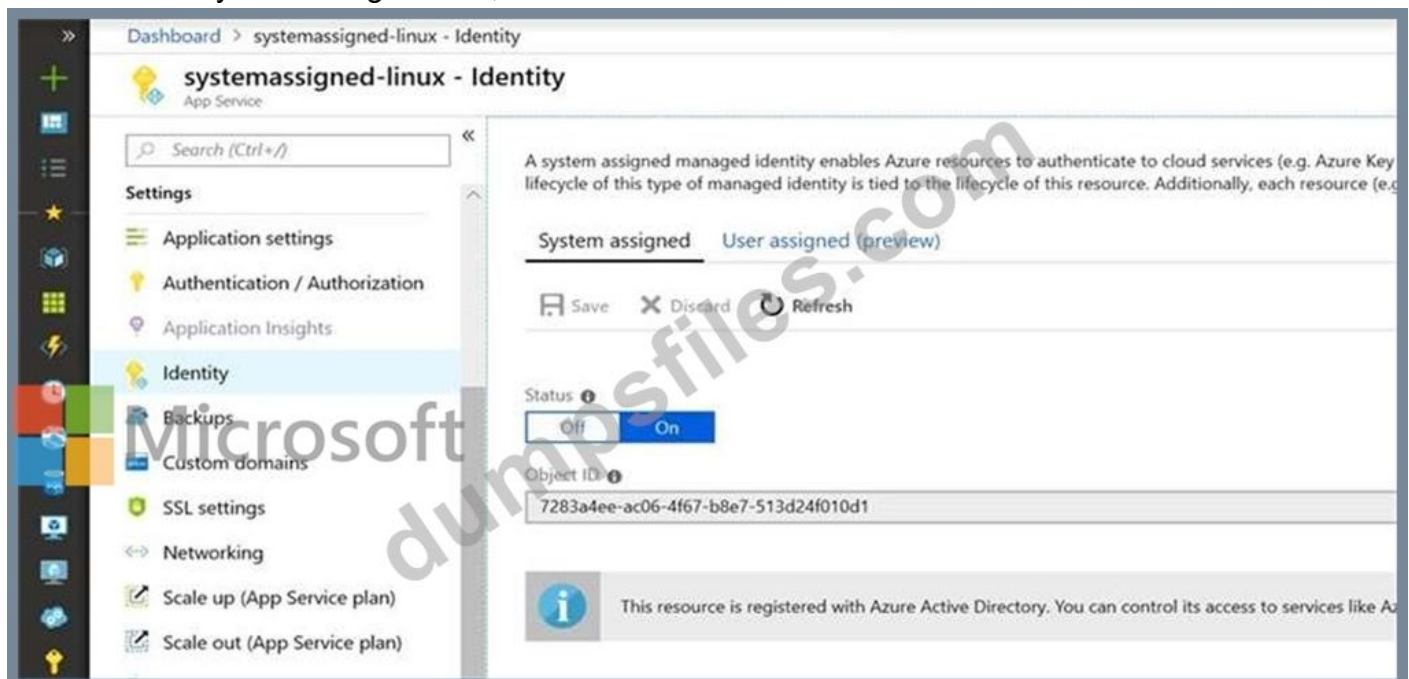 »
Dashboard > systemassigned-linux - Identity
systemassigned-linux - Identity
App Service
Search (Ctrl+/)
«
A system assigned managed identity enables Azure resources to authenticate to cloud services (e.g. Azure Key
lifecycle of this type of managed identity is tied to the lifecycle of this resource. Additionally, each resource (e.g
Settings
Application settings
Authentication / Authorization
Application Insights
Identity
Backups
Custom domains
SSL settings
Networking
Scale up (App Service plan)
Scale out (App Service plan)
System assigned User assigned (preview)
Save Discard Refresh
Status
Off On
Object ID
7283a4ee-ac06-4f67-b8e7-513d24f010d1
This resource is registered with Azure Active Directory. You can control its access to services like Az
Microsoft
dumpsfiles.com